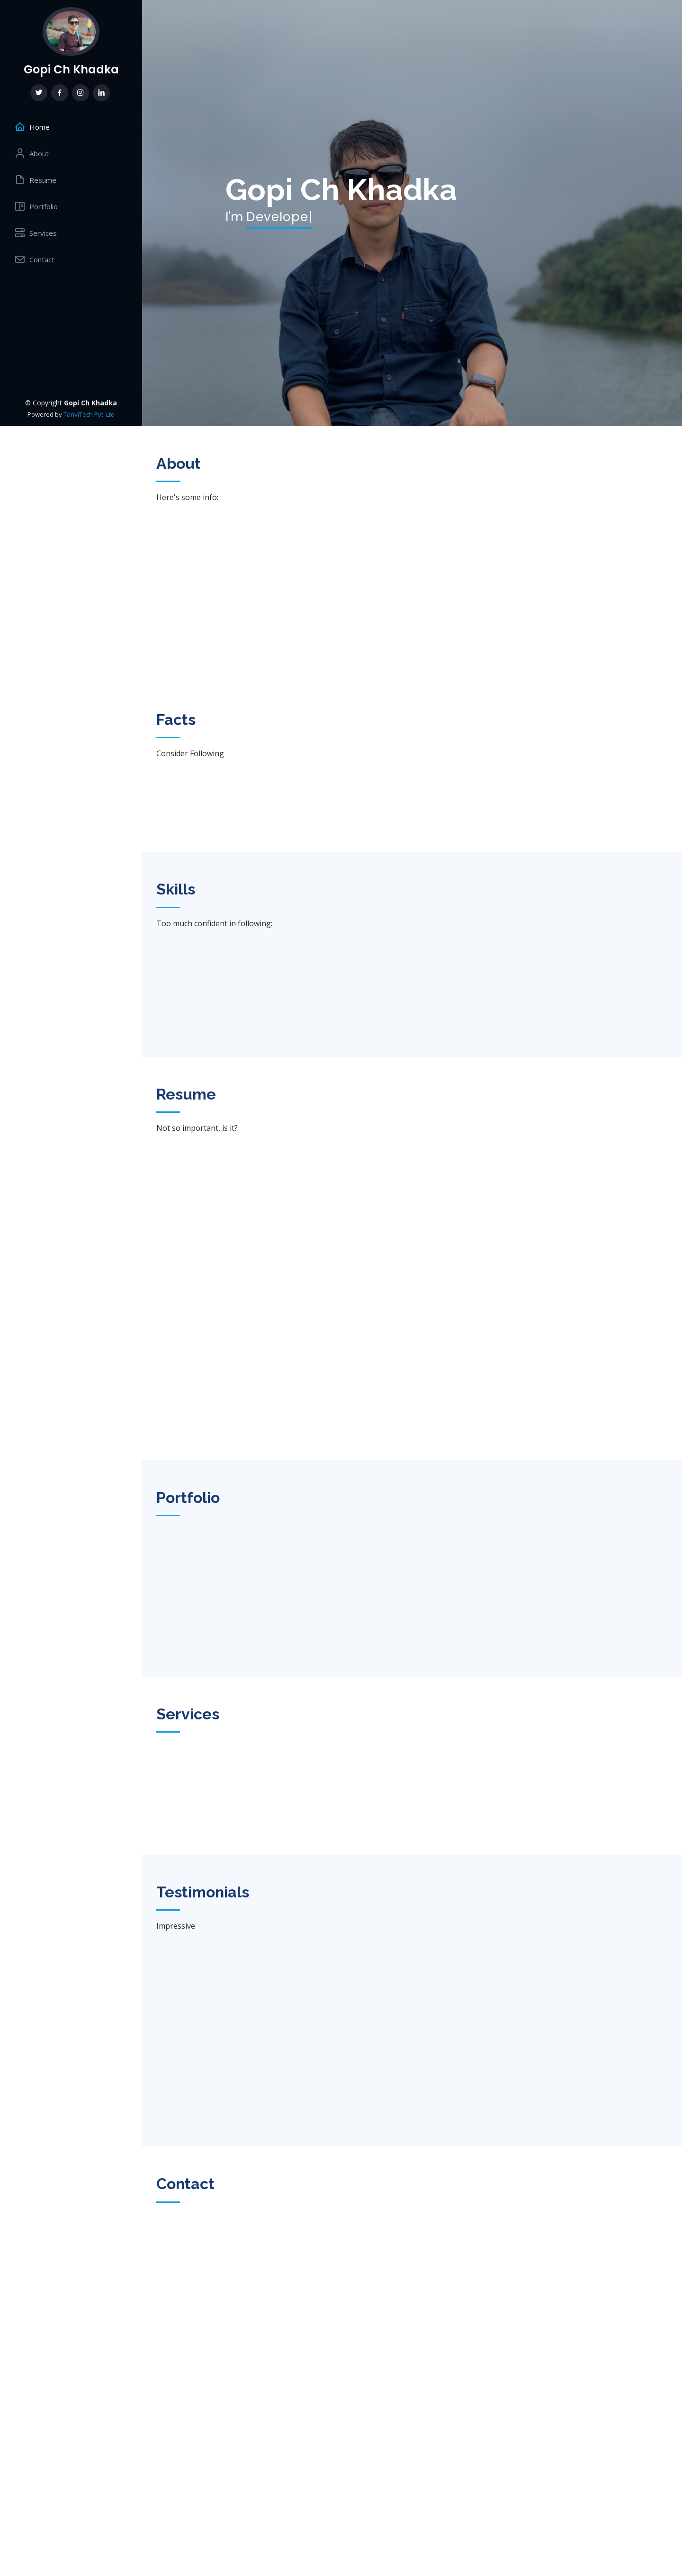 Gopi Ch Khadka
Home
About
Resume
Portfolio
Services
Contact
© Copyright Gopi Ch Khadka
Powered by TanviTech Pvt. Ltd
Gopi Ch Khadka
I'm Develope|
About
Here's some info:
Facts
Consider Following
Skills
Too much confident in following:
Resume
Not so important, is it?
Portfolio
Services
Testimonials
Impressive
Contact